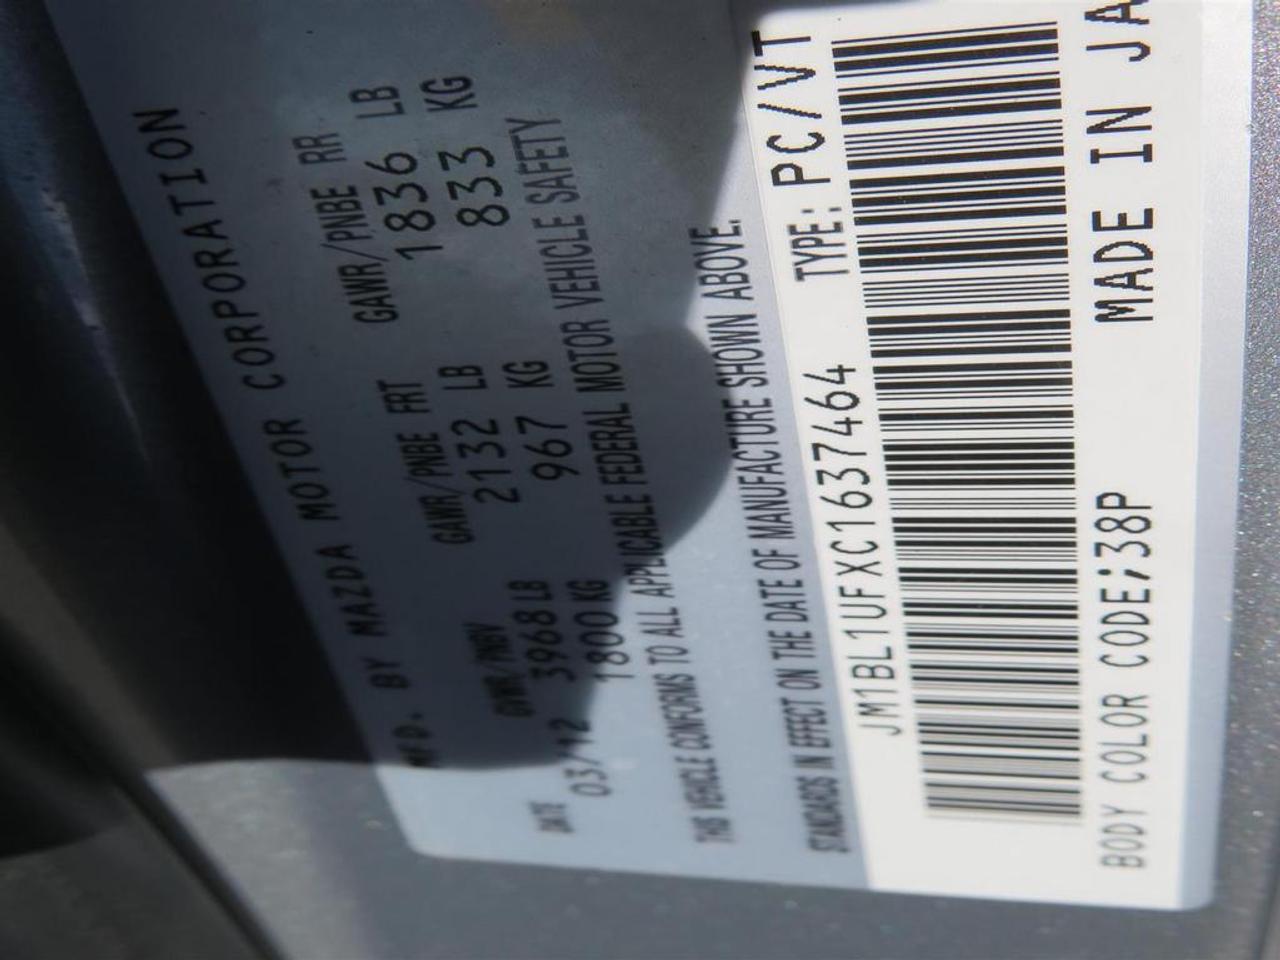 MFD. BY MAZDA MOTOR CORPORATION
GVWR/PNBV GAWR/PNBE FRT GAWR/PNBE RR
DATE 3968 LB 2132 LB 1836 LB
03/12 1800 KG 967 KG 833 KG
THIS VEHICLE CONFORMS TO ALL APPLICABLE FEDERAL MOTOR VEHICLE SAFETY
STANDARDS IN EFFECT ON THE DATE OF MANUFACTURE SHOWN ABOVE.
JM1BL1UFXC1637464 TYPE: PC/VT
BODY COLOR CODE;38P MADE IN JA